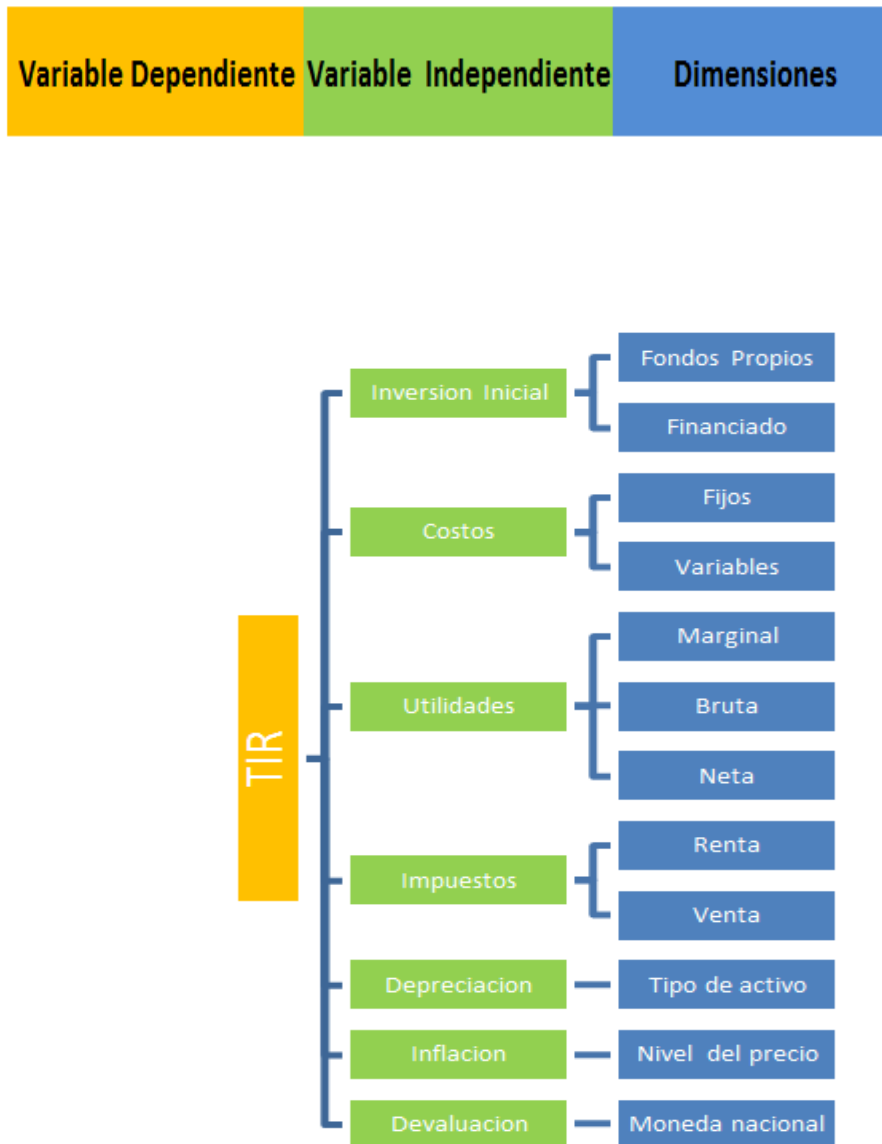 Variable Dependiente
Variable Independiente
Dimensiones
TIR
Inversion Inicial
Fondos Propios
Financiado
Costos
Fijos
Variables
Utilidades
Marginal
Bruta
Neta
Impuestos
Renta
Venta
Depreciacion
Tipo de activo
Inflacion
Nivel del precio
Devaluacion
Moneda nacional